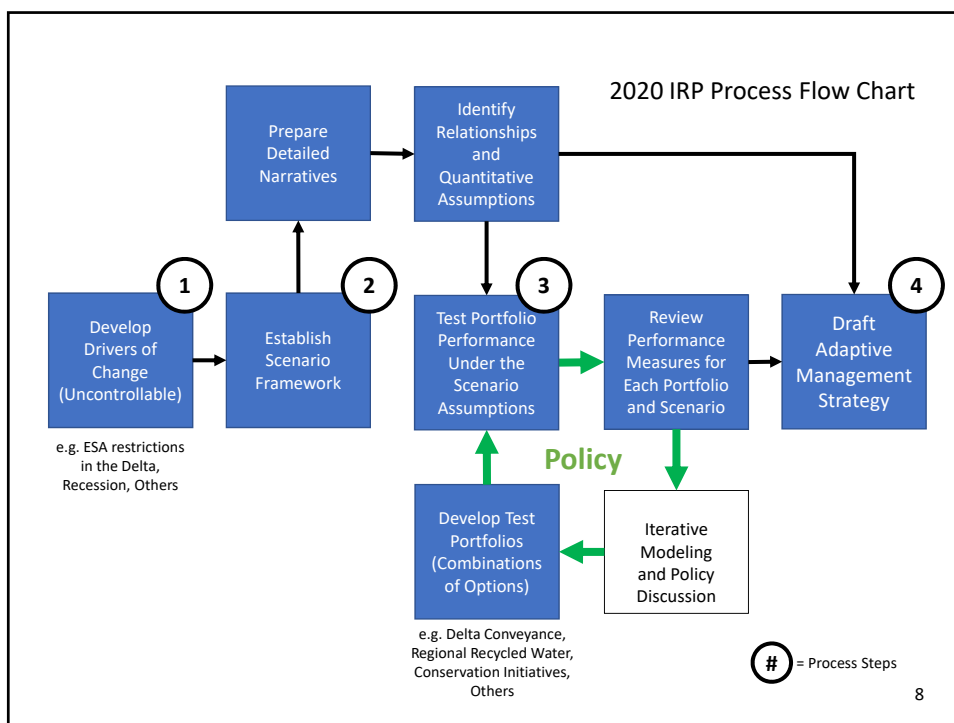 2020 IRP Process Flow Chart
Prepare
Detailed
Narratives
Identify
Relationships
and
Quantitative
Assumptions
1
Develop
Drivers of
Change
(Uncontrollable)
e.g. ESA restrictions
in the Delta,
Recession, Others
2
Establish
Scenario
Framework
3
Test Portfolio
Performance
Under the
Scenario
Assumptions
Review
Performance
Measures for
Each Portfolio
and Scenario
4
Draft
Adaptive
Management
Strategy
Policy
Develop Test
Portfolios
(Combinations
of Options)
e.g. Delta Conveyance,
Regional Recycled Water,
Conservation Initiatives,
Others
Iterative
Modeling
and Policy
Discussion
# = Process Steps
8